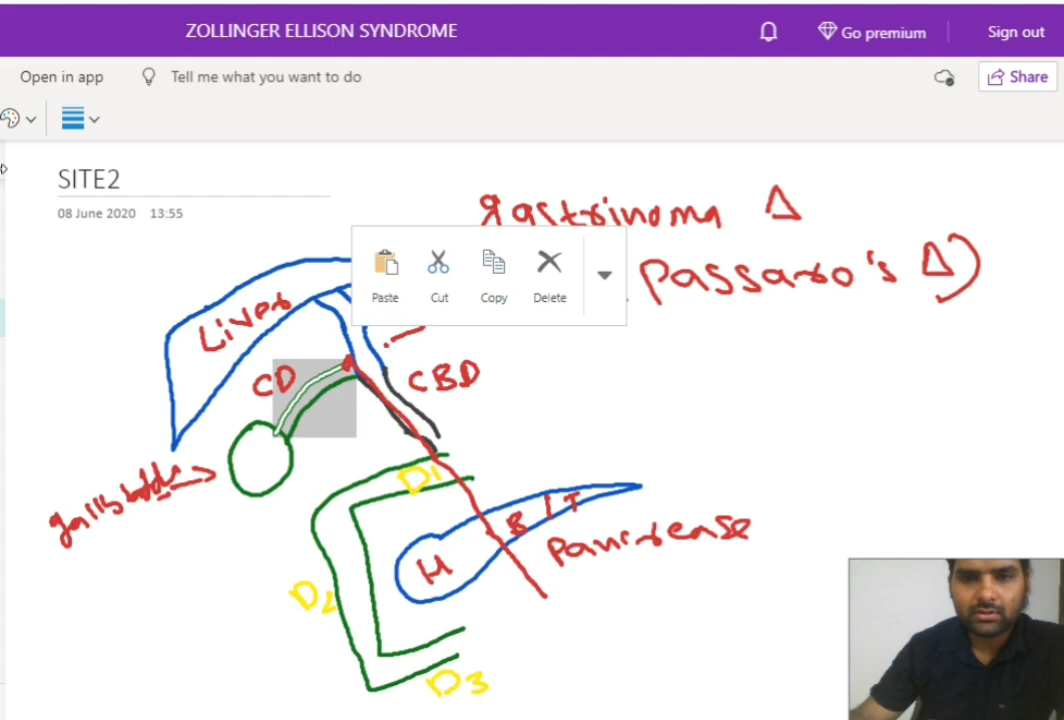 ZOLLINGER ELLISON SYNDROME
Go premium
Sign out
Open in app
Tell me what you want to do
Share
SITE2
08 June 2020 13:55
gastrinoma Δ
Passaro's Δ)
Paste
Cut
Copy
Delete
Liver
CD
CBD
D1
B
T
H
Pancrease
D2
D3